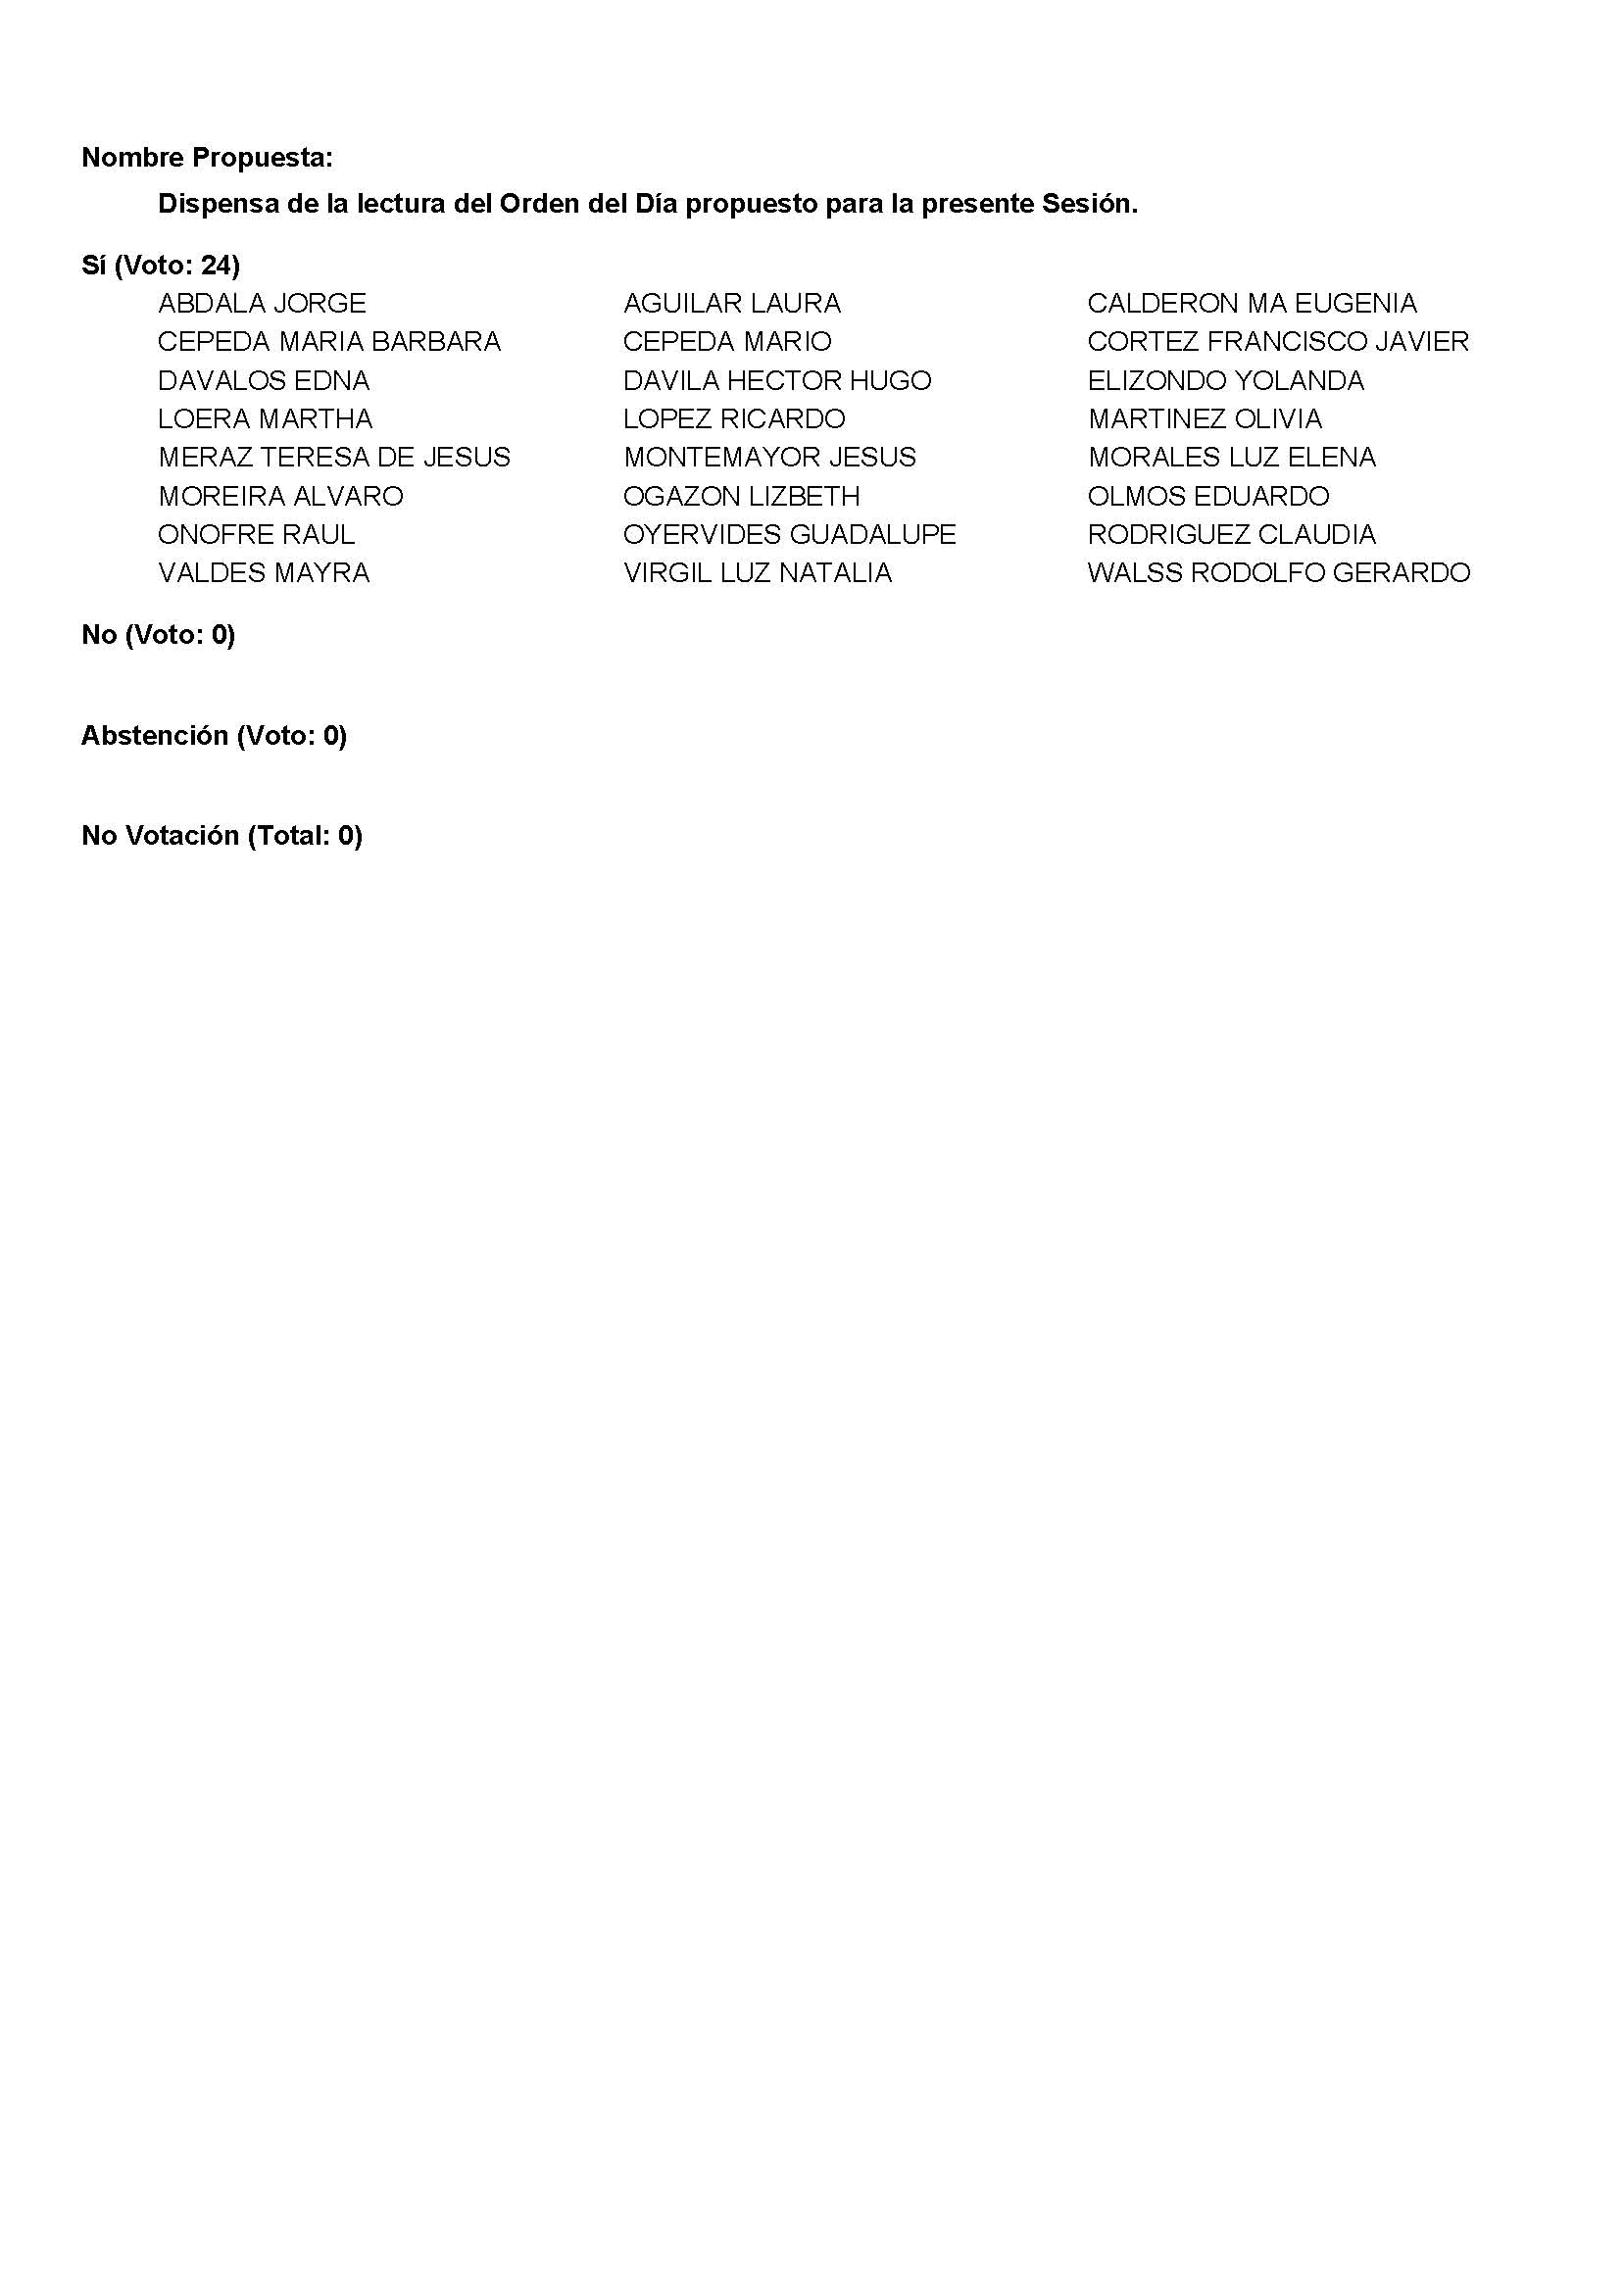 Nombre Propuesta:
Dispensa de la lectura del Orden del Día propuesto para la presente Sesión.
Sí (Voto: 24)
ABDALA JORGE AGUILAR LAURA CALDERON MA EUGENIA
CEPEDA MARIA BARBARA CEPEDA MARIO CORTEZ FRANCISCO JAVIER
DAVALOS EDNA DAVILA HECTOR HUGO ELIZONDO YOLANDA
LOERA MARTHA LOPEZ RICARDO MARTINEZ OLIVIA
MERAZ TERESA DE JESUS MONTEMAYOR JESUS MORALES LUZ ELENA
MOREIRA ALVARO OGAZON LIZBETH OLMOS EDUARDO
ONOFRE RAUL OYERVIDES GUADALUPE RODRIGUEZ CLAUDIA
VALDES MAYRA VIRGIL LUZ NATALIA WALSS RODOLFO GERARDO
No (Voto: 0)
Abstención (Voto: 0)
No Votación (Total: 0)